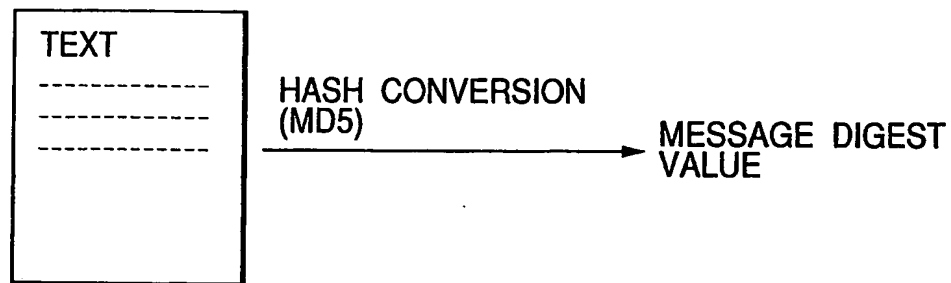 TEXT
HASH CONVERSION
(MD5)
MESSAGE DIGEST
VALUE